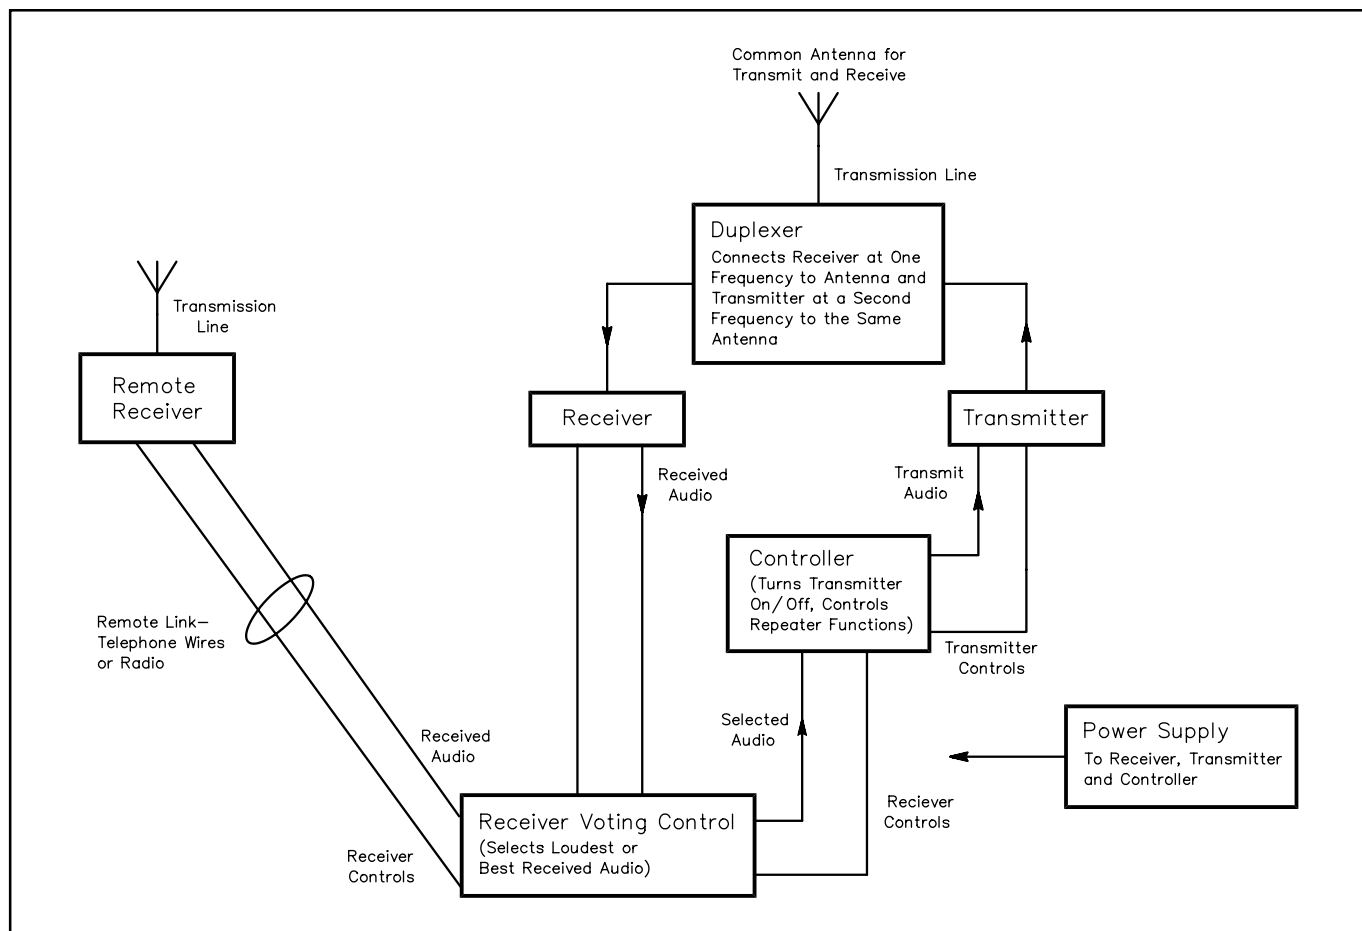 Common Antenna for
Transmit and Receive
Transmission Line
Duplexer
Connects Receiver at One
Frequency to Antenna and
Transmitter at a Second
Frequency to the Same
Antenna
Transmission
Line
Remote
Receiver
Receiver
Transmitter
Received
Audio
Transmit
Audio
Controller
(Turns Transmitter
On/Off, Controls
Repeater Functions)
Remote Link–
Telephone Wires
or Radio
Transmitter
Controls
Selected
Audio
Received
Audio
Power Supply
To Receiver, Transmitter
and Controller
Reciever
Controls
Receiver Voting Control
(Selects Loudest or
Best Received Audio)
Receiver
Controls